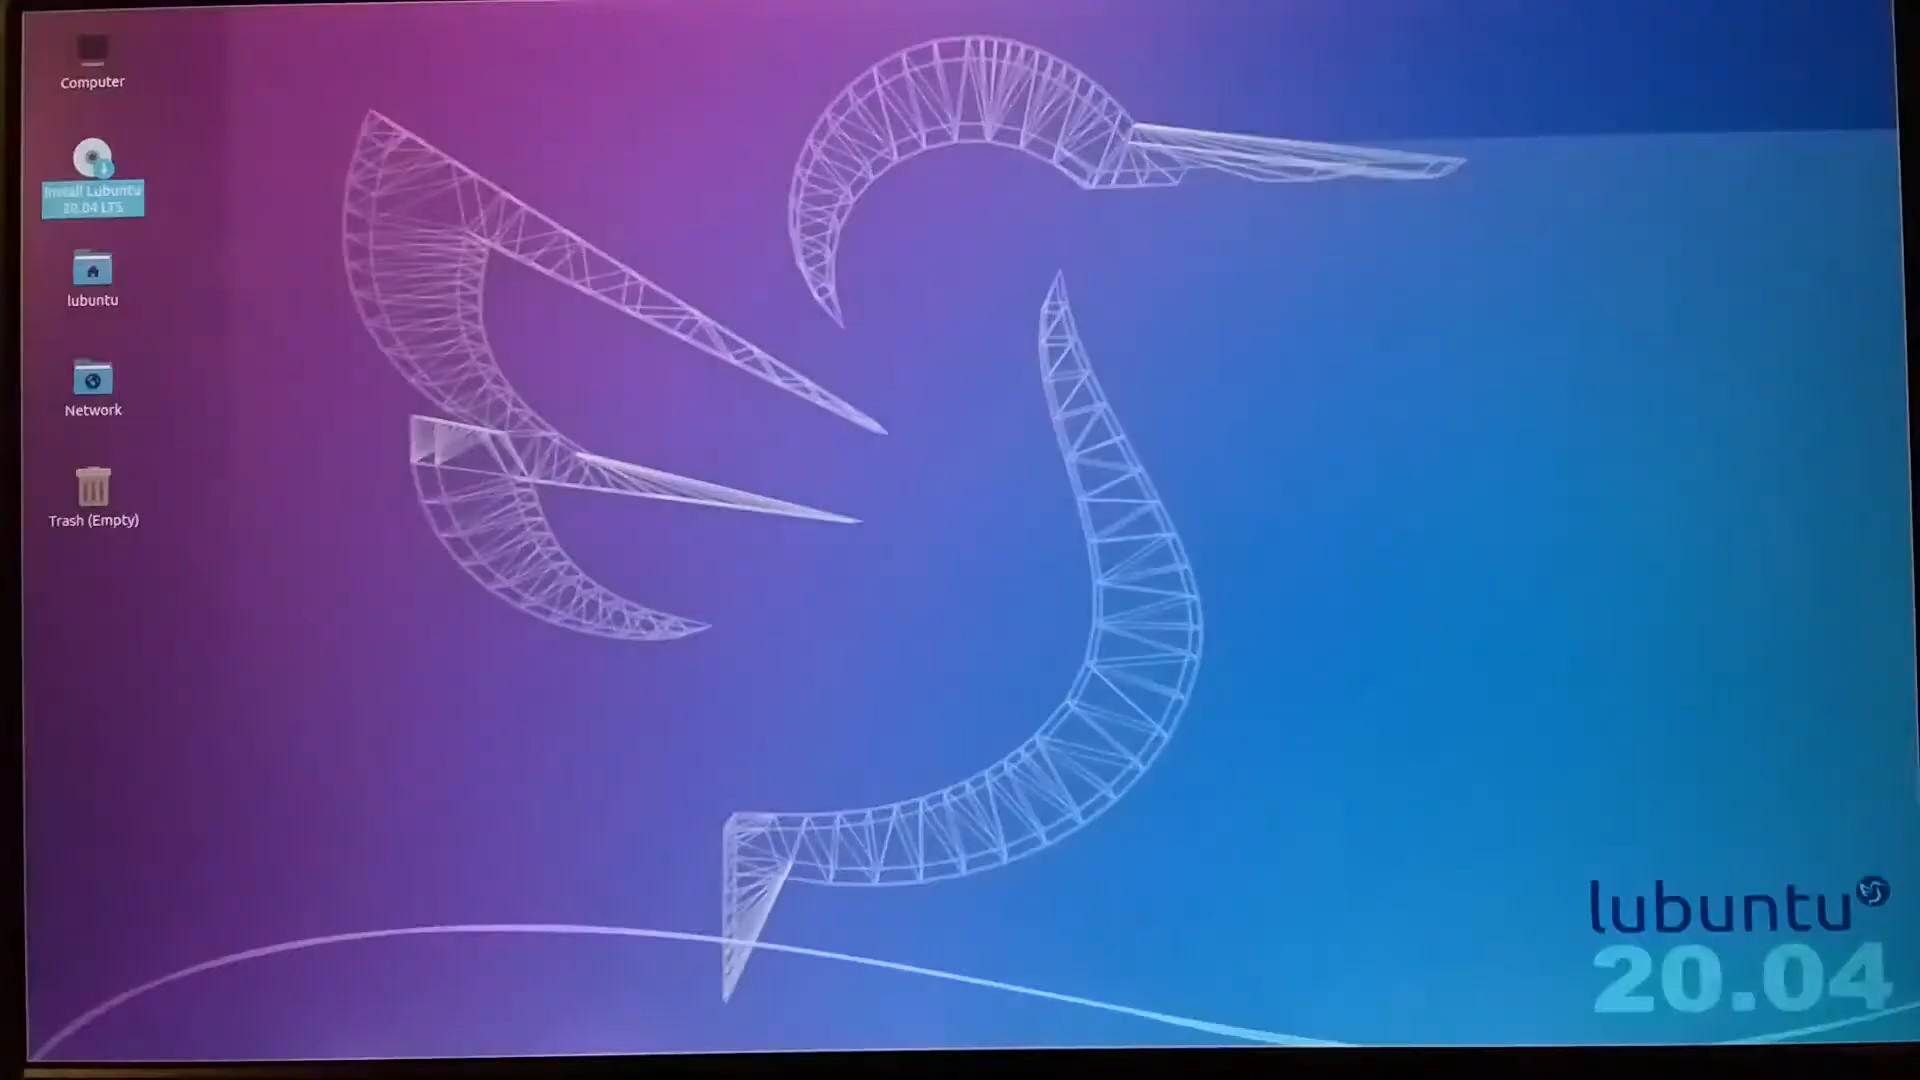 Computer
Install Lubuntu
20.04 LTS
lubuntu
Network
Trash (Empty)
lubuntu
20.04